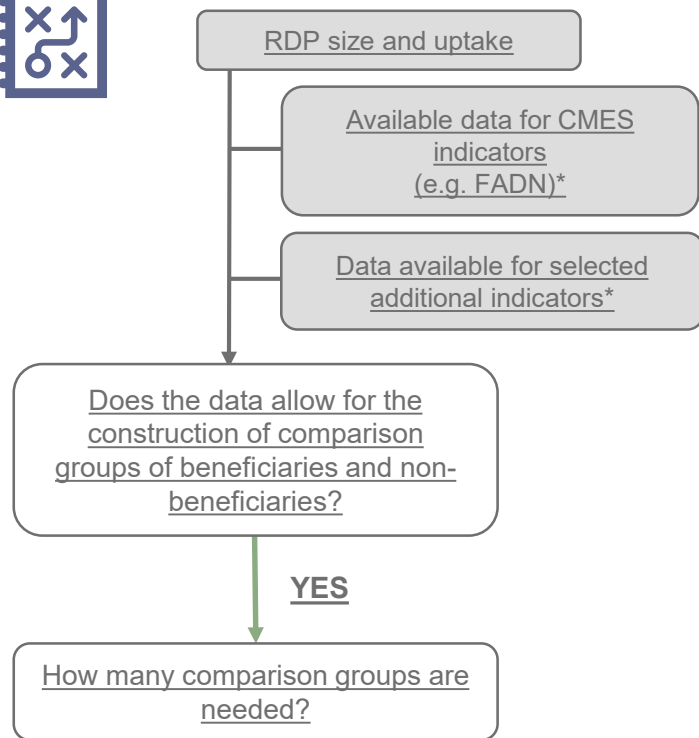 RDP size and uptake
Available data for CMES
indicators
(e.g. FADN)*
Data available for selected
additional indicators*
Does the data allow for the
construction of comparison
groups of beneficiaries and non-
beneficiaries?
YES
How many comparison groups are
needed?